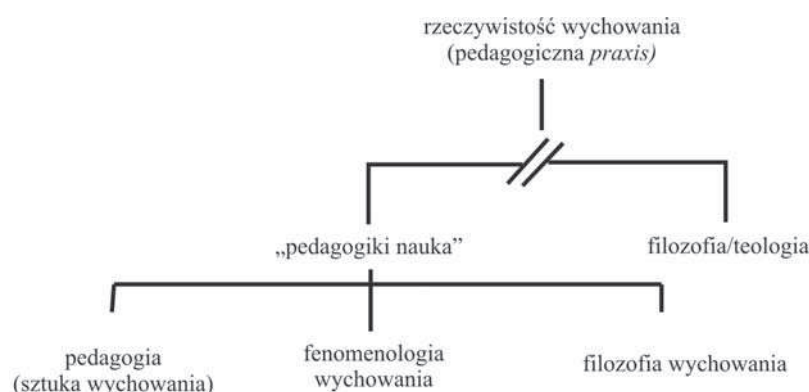 rzeczywistość wychowania
(pedagogiczna praxis)
„pedagogiki nauka”
filozofia/teologia
pedagogia
(sztuka wychowania)
fenomenologia
wychowania
filozofia wychowania